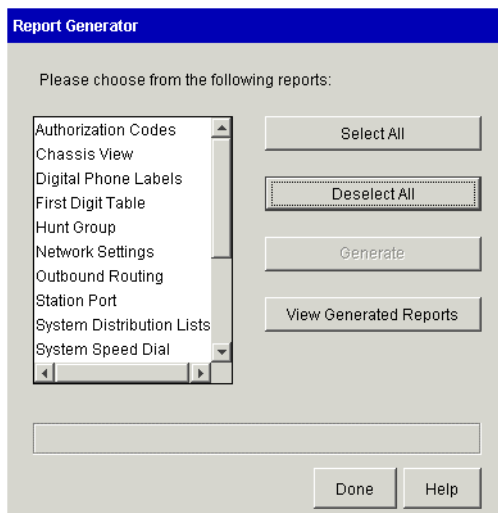 Report Generator
Please choose from the following reports:
Authorization Codes
Chassis View
Digital Phone Labels
First Digit Table
Hunt Group
Network Settings
Outbound Routing
Station Port
System Distribution Lists
System Speed Dial
Select All
Deselect All
Generate
View Generated Reports
Done
Help